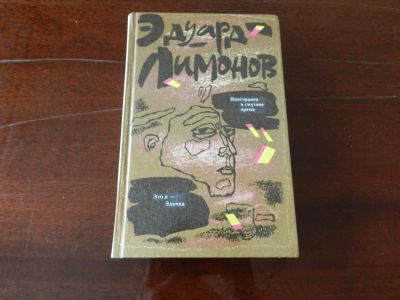 Эдуард
Лимонов
Иностранец
в смутное
время
Это я —
Эдичка